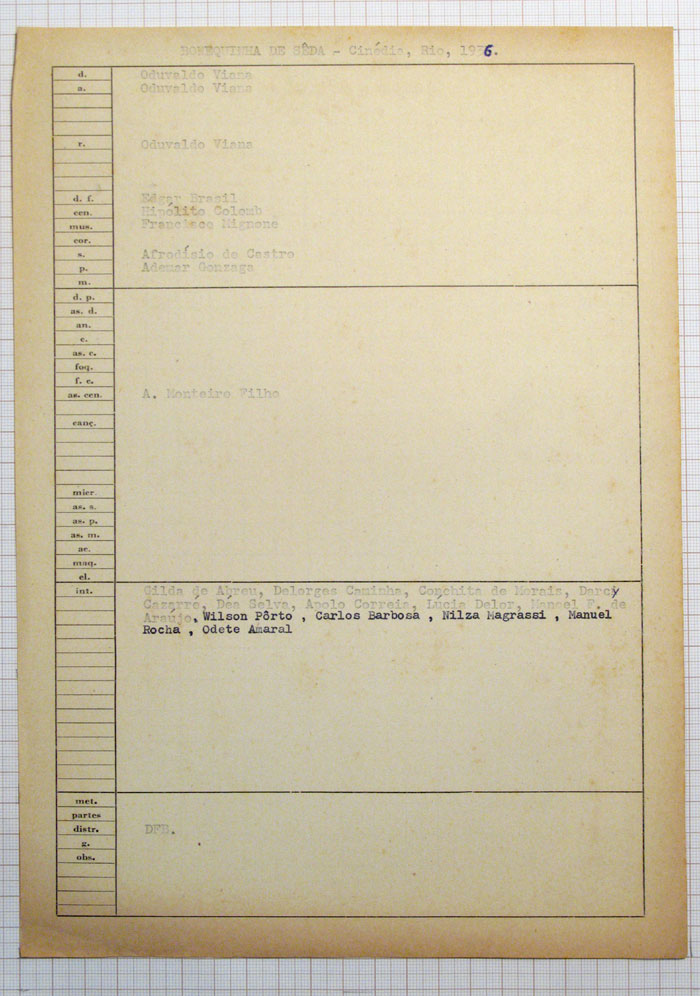 BONEQUINHA DE SÊDA - Cinédia, Rio, 1936.
d. Oduvaldo Viana
a. Oduvaldo Viana
r. Oduvaldo Viana
d. f. Edgar Brasil
cen. Hipólito Colomb
mus. Francisco Mignone
cor.
s. Afrodísio de Castro
p. Ademar Gonzaga
m.
d. p.
as. d.
an.
c.
as. c.
foq.
f. c.
as. cen. A. Monteiro Filho
canç.
micr.
as. s.
as. p.
as. m.
ac.
maq.
el.
int. Gilda de Abreu, Delorges Caminha, Conchita de Morais, Darcy
Cazarré, Déa Selva, Apolo Correia, Lucia Delor, Manoel F. de
Araujo, Wilson Pôrto , Carlos Barbosa , Nilza Magrassi , Manuel
Rocha , Odete Amaral
met.
partes
distr. DFB.
g.
obs.